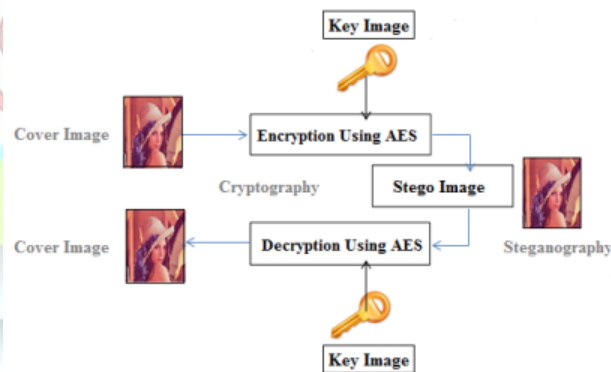 Key Image
Cover Image
Encryption Using AES
Cryptography
Stego Image
Cover Image
Decryption Using AES
Steganography
Key Image